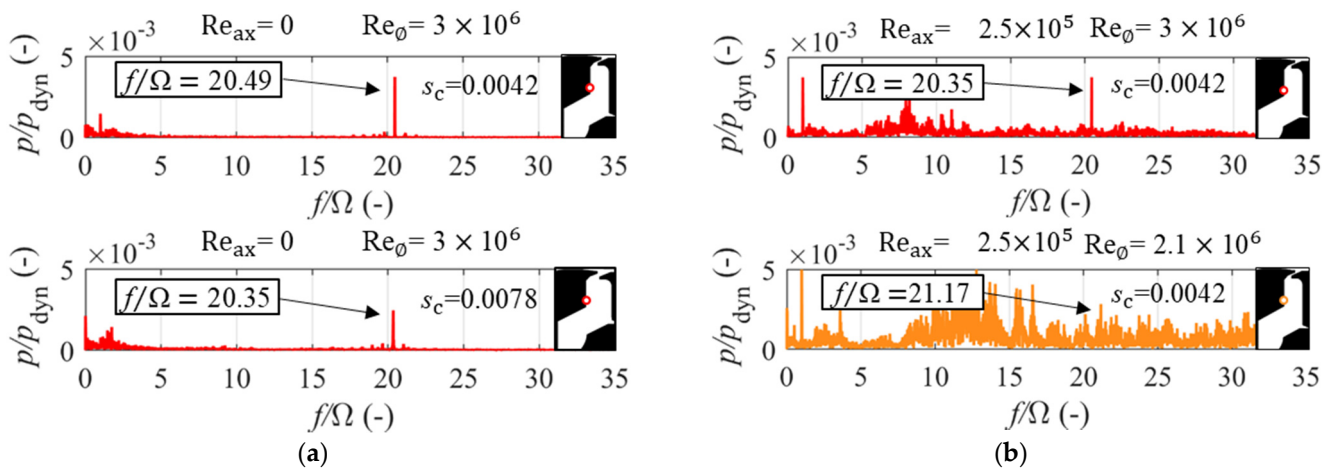 Re_ax= 0 Re_ø= 3 × 10⁶
×10⁻³
5
f/Ω = 20.49
s_c=0.0042
p/p_dyn (-)
0
0 5 10 15 20 25 30 35
f/Ω (-)
Re_ax= 0 Re_ø= 3 × 10⁶
×10⁻³
5
f/Ω = 20.35
s_c=0.0078
p/p_dyn (-)
0
0 5 10 15 20 25 30 35
f/Ω (-)
(a)
Re_ax= 2.5×10⁵ Re_ø= 3 × 10⁶
×10⁻³
5
f/Ω = 20.35
s_c=0.0042
p/p_dyn (-)
0
0 5 10 15 20 25 30 35
f/Ω (-)
Re_ax= 2.5×10⁵ Re_ø= 2.1 × 10⁶
×10⁻³
5
f/Ω =21.17
s_c=0.0042
p/p_dyn (-)
0
0 5 10 15 20 25 30 35
f/Ω (-)
(b)